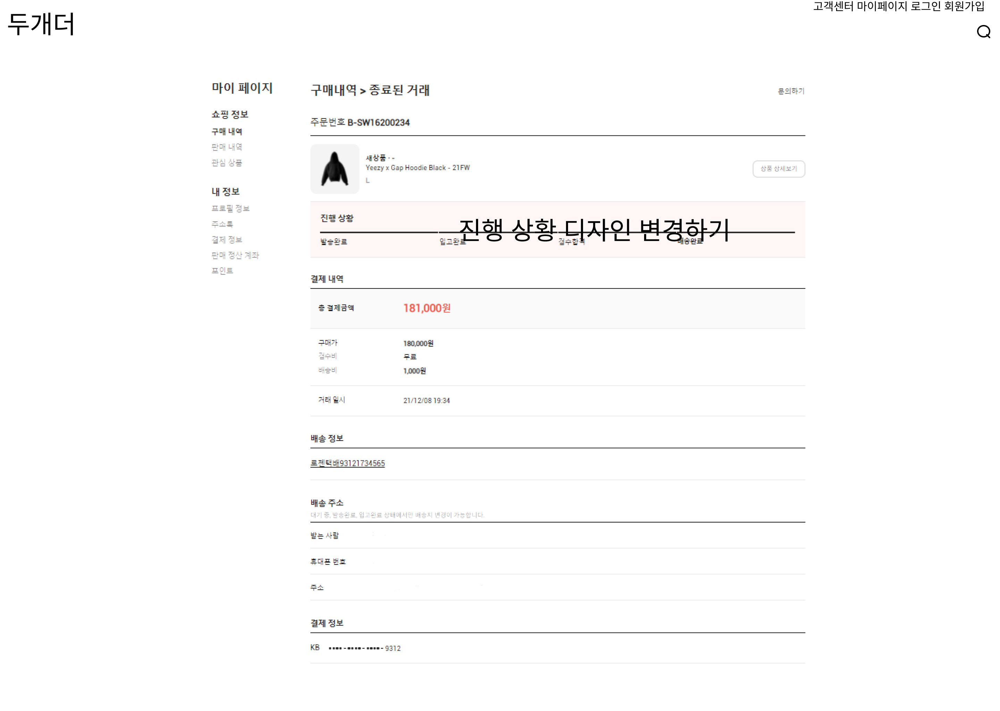 고객센터 마이페이지 로그인 회원가입
두개더
마이 페이지
쇼핑 정보
구매 내역
판매 내역
관심 상품
내 정보
프로필 정보
주소록
결제 정보
판매 정산 계좌
포인트
구매내역 > 종료된 거래
문의하기
주문번호 B-SW16200234
새상품 · -
Yeezy x Gap Hoodie Black - 21FW
L
상품 상세보기
진행 상황
진행 상황 디자인 변경하기
발송완료 입고완료 검수합격 배송완료
결제 내역
총 결제금액 181,000원
구매가 180,000원
검수비 무료
배송비 1,000원
거래 일시 21/12/08 19:34
배송 정보
로젠택배93121734565
배송 주소
대기 중, 발송완료, 입고완료 상태에서만 배송지 변경이 가능합니다.
받는 사람
휴대폰 번호
주소
결제 정보
KB ••••-••••-••••-9312